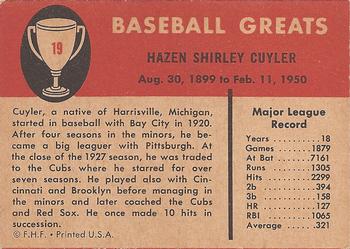 BASEBALL GREATS
19
HAZEN SHIRLEY CUYLER
Aug. 30, 1899 to Feb. 11, 1950
Cuyler, a native of Harrisville, Michigan,
started in baseball with Bay City in 1920.
After four seasons in the minors, he be-
came a big leaguer with Pittsburgh. At
the close of the 1927 season, he was traded
to the Cubs where he starred for over
seven seasons. He played also with Cin-
cinnati and Brooklyn before managing in
the minors and later coached the Cubs
and Red Sox. He once made 10 hits in
succession.
© F.H.F. • Printed U.S.A.
Major League
Record
Years ----------18
Games -------1879
At Bat -------7161
Runs --------1305
Hits ---------2299
2b -----------394
3b -----------158
HR -----------127
RBI ---------1065
Average ------.321